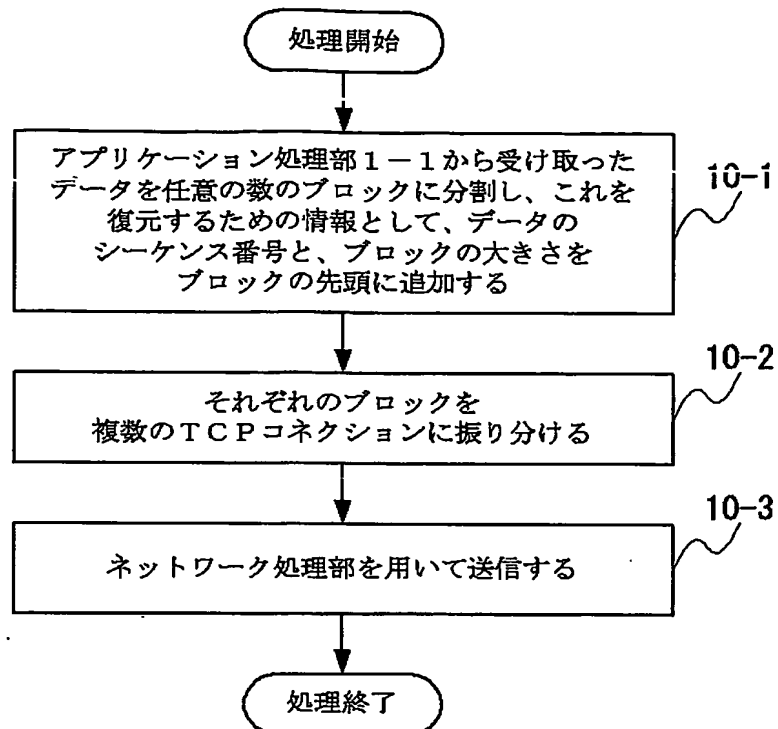 処理開始
アプリケーション処理部1－1から受け取った
データを任意の数のブロックに分割し、これを
復元するための情報として、データの
シーケンス番号と、ブロックの大きさを
ブロックの先頭に追加する
10-1
それぞれのブロックを
複数のTCPコネクションに振り分ける
10-2
ネットワーク処理部を用いて送信する
10-3
処理終了